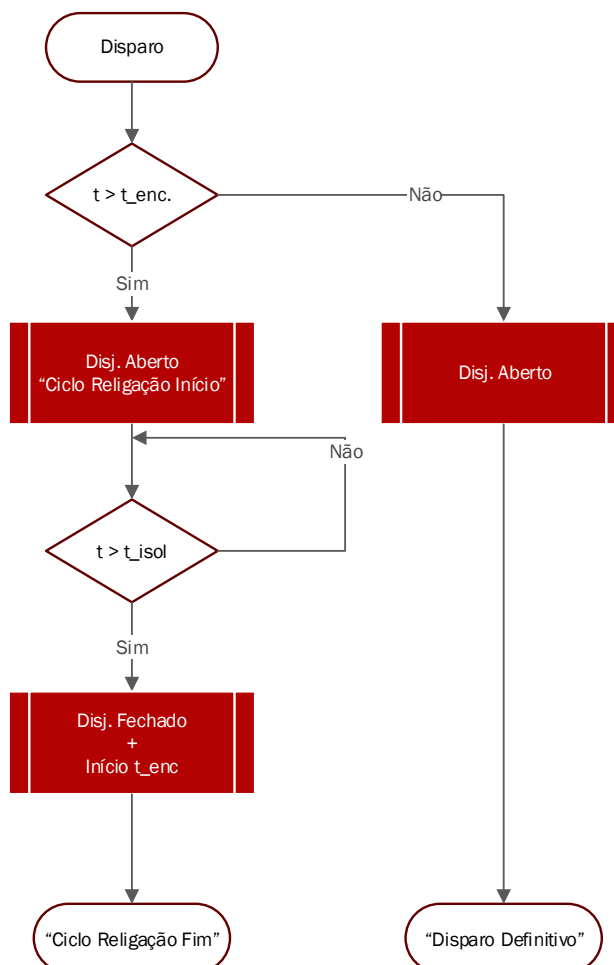 Disparo
t > t_enc.
Não
Sim
Disj. Aberto
“Ciclo Religação Início”
Disj. Aberto
Não
t > t_isol
Sim
Disj. Fechado
+
Início t_enc
“Ciclo Religação Fim”
“Disparo Definitivo”